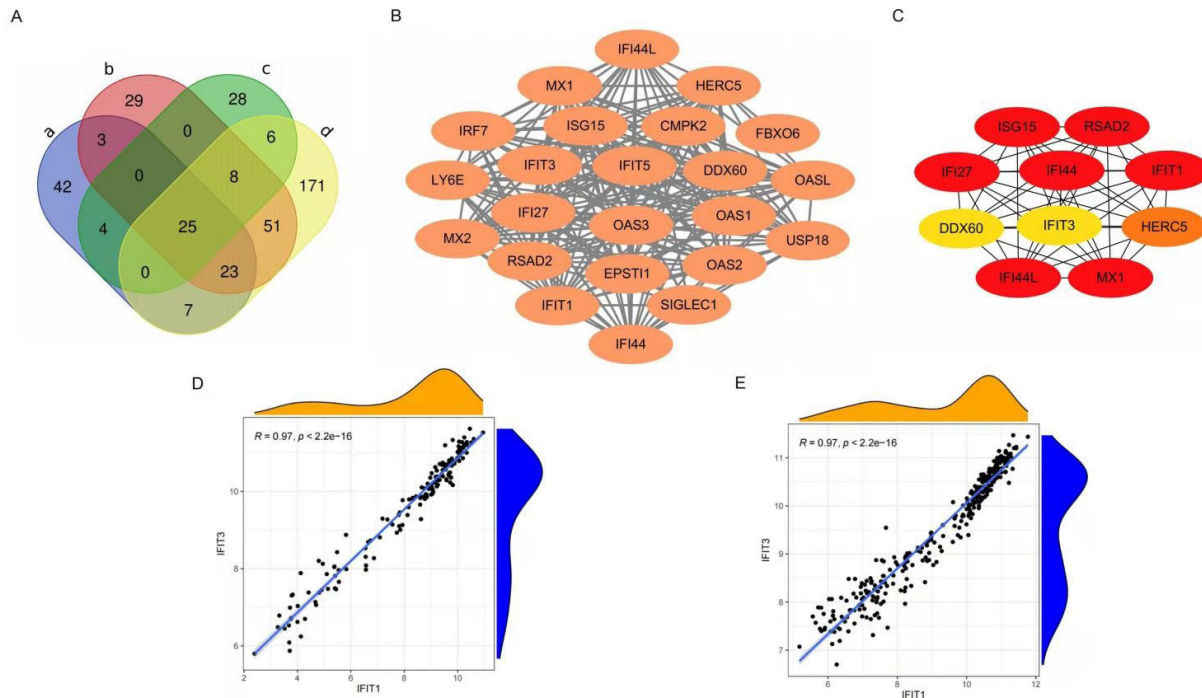 A
B
C
b
c
a
d
29
28
3
0
6
42
0
8
171
4
25
51
0
23
7
IFI44L
MX1
HERC5
IRF7
ISG15
CMPK2
FBXO6
LY6E
IFIT3
IFIT5
DDX60
OASL
IFI27
OAS1
MX2
OAS3
USP18
RSAD2
EPSTI1
OAS2
IFIT1
SIGLEC1
IFI44
ISG15
RSAD2
IFI27
IFI44
IFIT1
DDX60
IFIT3
HERC5
IFI44L
MX1
D
R = 0.97, p < 2.2e−16
10
8
6
IFIT3
2 4 6 8 10
IFIT1
E
R = 0.97, p < 2.2e−16
11
10
9
8
7
IFIT3
6 8 10 12
IFIT1